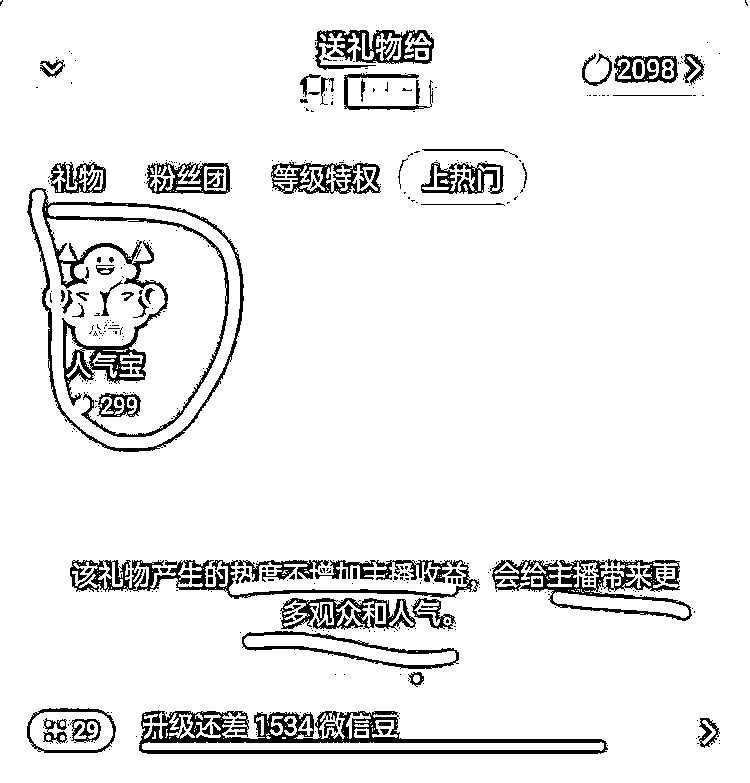 送礼物给
2098
礼物 粉丝团 等级特权 上热门
人气
人气宝
299
该礼物产生的热度不增加主播收益。会给主播带来更
多观众和人气。
29 升级还差 1534 微信豆